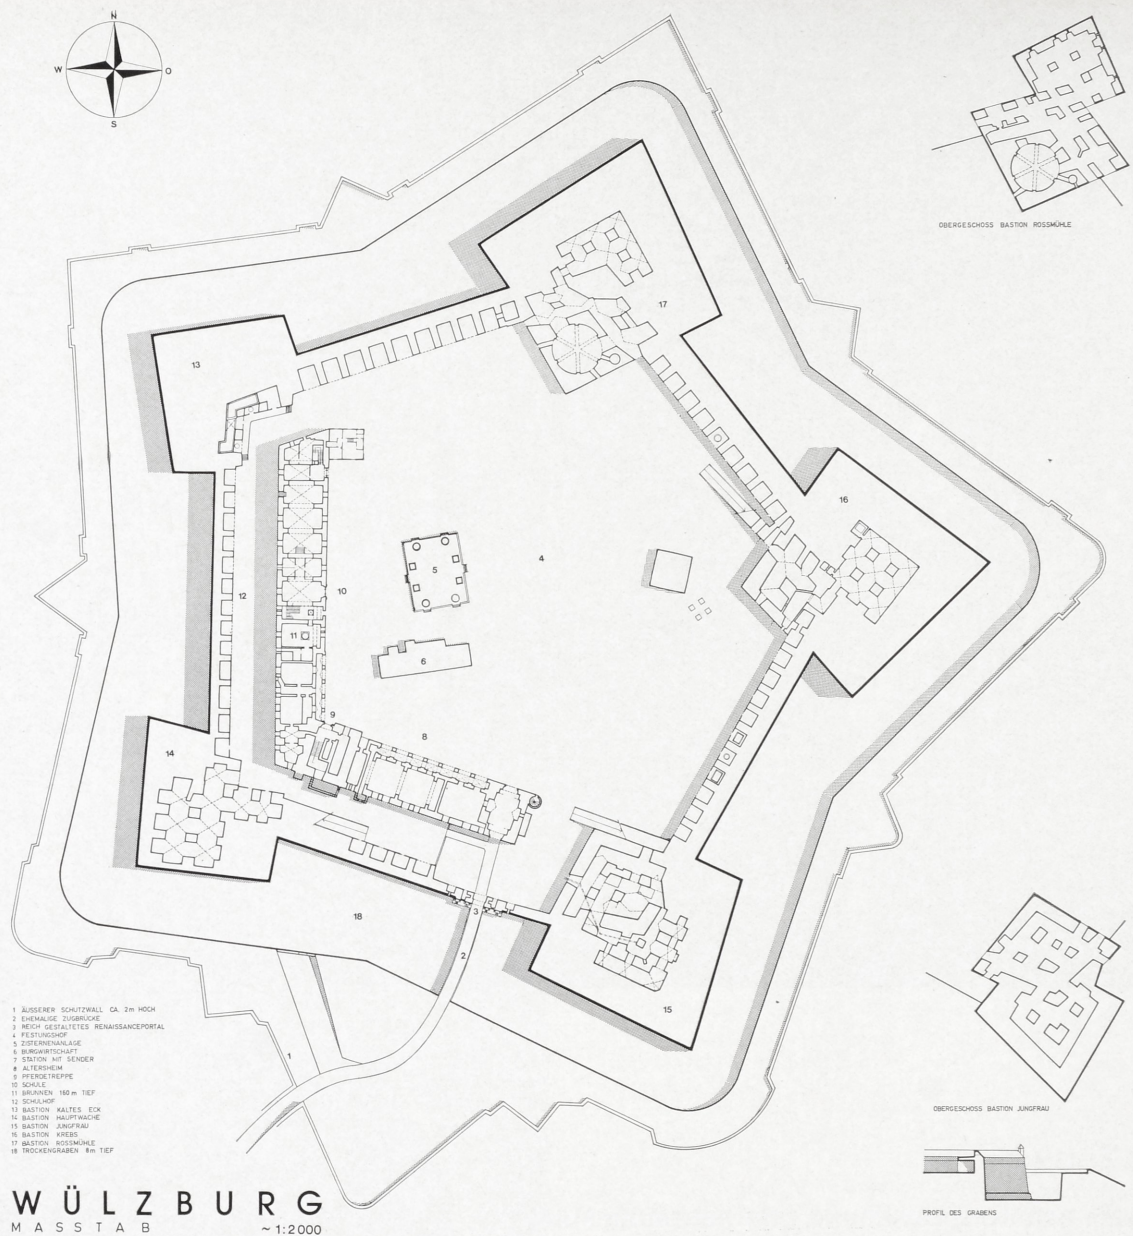 N
W
O
S
OBERGESCHOSS BASTION ROSSMÜHLE
17
13
16
4
5
12
10
11
6
9
8
14
18
3
2
15
1
1 ÄUSSERER SCHUTZWALL CA. 2m HOCH
2 EHEMALIGE ZUGBRÜCKE
3 REICH GESTALTETES RENAISSANCEPORTAL
4 FESTUNGSHOF
5 ZISTERNENANLAGE
6 BURGWIRTSCHAFT
7 STATION MIT SENDER
8 ALTERSHEIM
9 PFERDETREPPE
10 SCHULE
11 BRUNNEN 160 m TIEF
12 SCHULHOF
13 BASTION KALTES ECK
14 BASTION HAUPTWACHE
15 BASTION JUNGFRAU
16 BASTION KREBS
17 BASTION ROSSMÜHLE
18 TROCKENGRABEN 8m TIEF
OBERGESCHOSS BASTION JUNGFRAU
PROFIL DES GRABENS
WÜLZBURG
MASSTAB ~ 1:2000